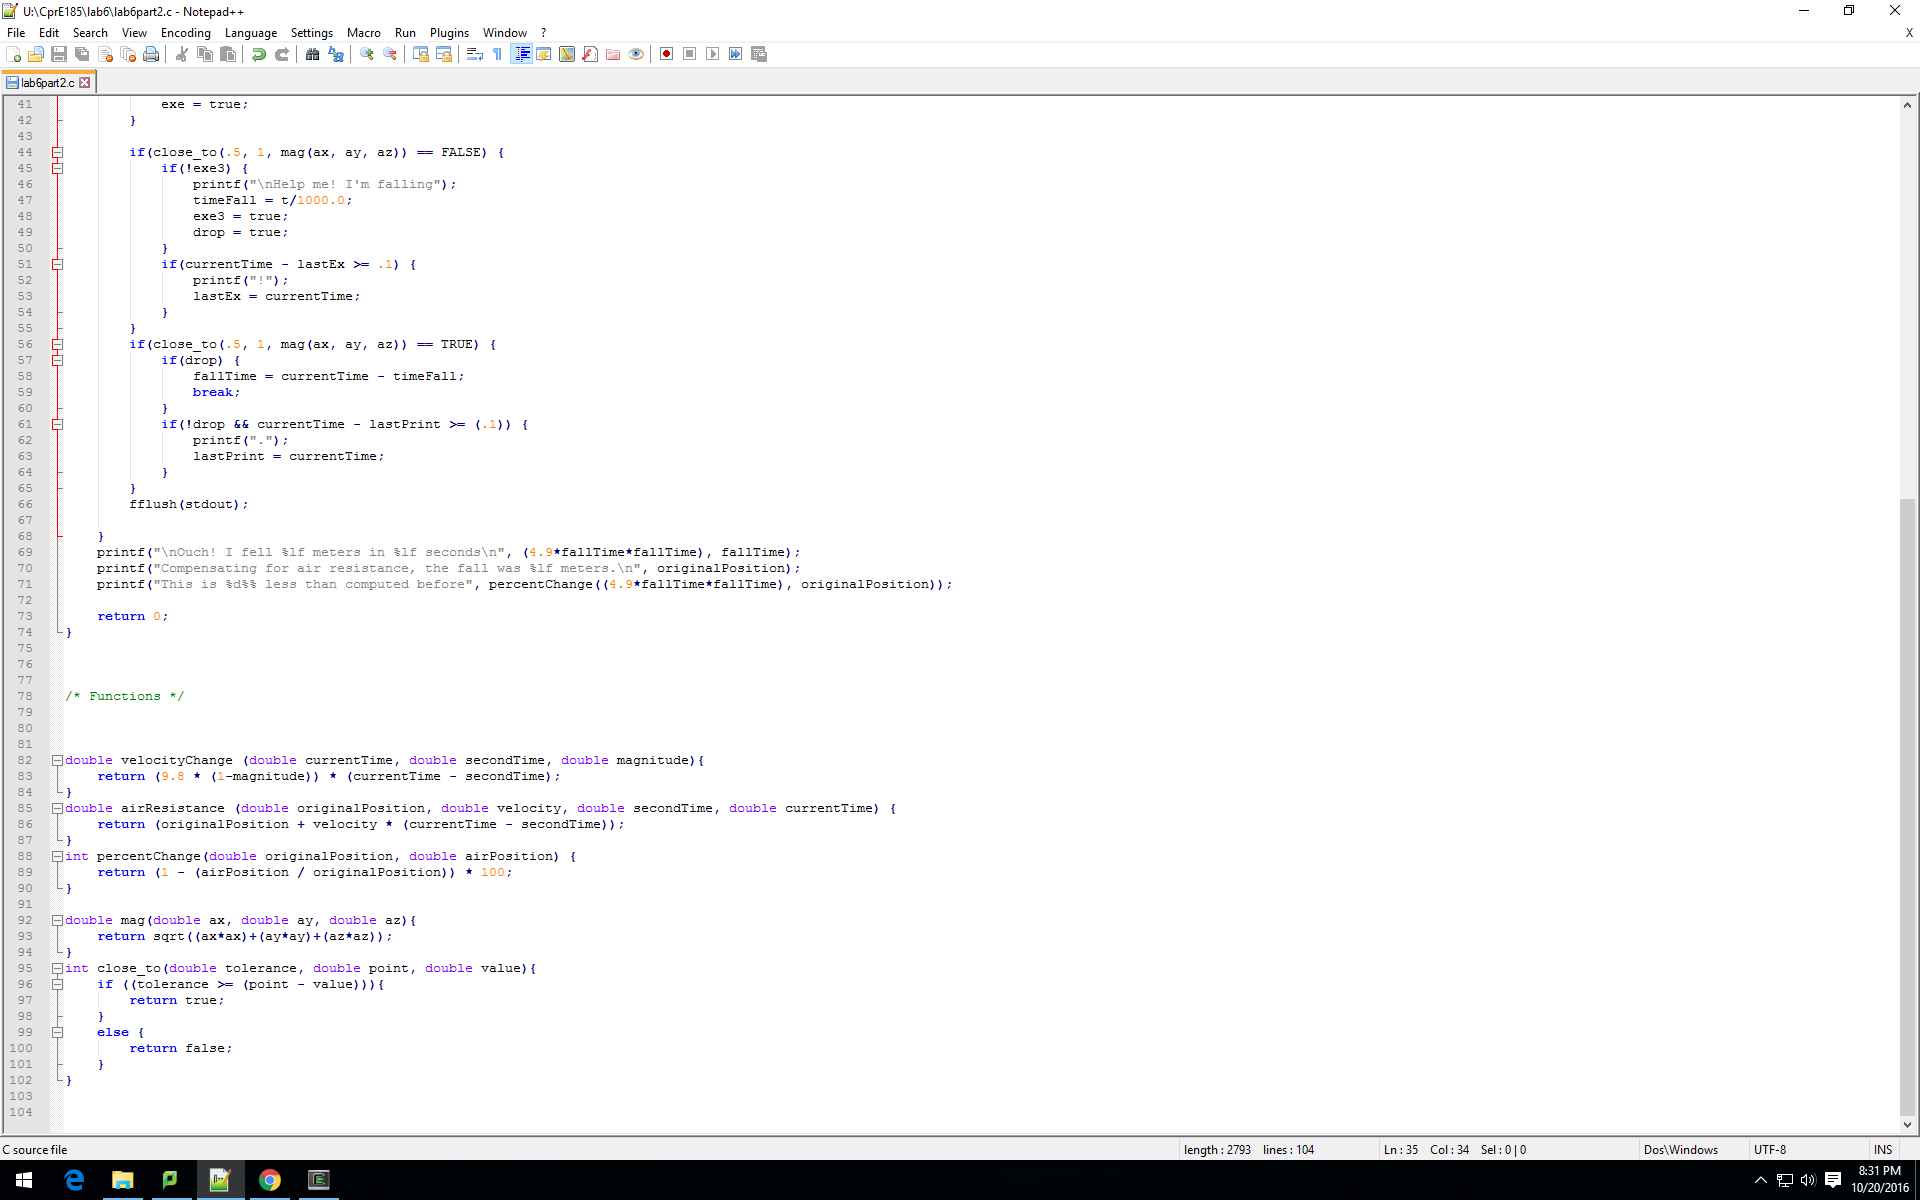 U:\CprE185\lab6\lab6part2.c - Notepad++
File Edit Search View Encoding Language Settings Macro Run Plugins Window ? X
lab6part2.c
41 exe = true;
42 }
43
44 if(close_to(.5, 1, mag(ax, ay, az)) == FALSE) {
45 if(!exe3) {
46 printf("\nHelp me! I'm falling");
47 timeFall = t/1000.0;
48 exe3 = true;
49 drop = true;
50 }
51 if(currentTime - lastEx >= .1) {
52 printf("!");
53 lastEx = currentTime;
54 }
55 }
56 if(close_to(.5, 1, mag(ax, ay, az)) == TRUE) {
57 if(drop) {
58 fallTime = currentTime - timeFall;
59 break;
60 }
61 if(!drop && currentTime - lastPrint >= (.1)) {
62 printf(".");
63 lastPrint = currentTime;
64 }
65 }
66 fflush(stdout);
67
68 }
69 printf("\nOuch! I fell %lf meters in %lf seconds\n", (4.9*fallTime*fallTime), fallTime);
70 printf("Compensating for air resistance, the fall was %lf meters.\n", originalPosition);
71 printf("This is %d%% less than computed before", percentChange((4.9*fallTime*fallTime), originalPosition));
72
73 return 0;
74 }
75
76
77
78 /* Functions */
79
80
81
82 double velocityChange (double currentTime, double secondTime, double magnitude){
83 return (9.8 * (1-magnitude)) * (currentTime - secondTime);
84 }
85 double airResistance (double originalPosition, double velocity, double secondTime, double currentTime) {
86 return (originalPosition + velocity * (currentTime - secondTime));
87 }
88 int percentChange(double originalPosition, double airPosition) {
89 return (1 - (airPosition / originalPosition)) * 100;
90 }
91
92 double mag(double ax, double ay, double az){
93 return sqrt((ax*ax)+(ay*ay)+(az*az));
94 }
95 int close_to(double tolerance, double point, double value){
96 if ((tolerance >= (point - value))){
97 return true;
98 }
99 else {
100 return false;
101 }
102 }
103
104
C source file length : 2793 lines : 104 Ln : 35 Col : 34 Sel : 0 | 0 Dos\Windows UTF-8 INS
8:31 PM
10/20/2016